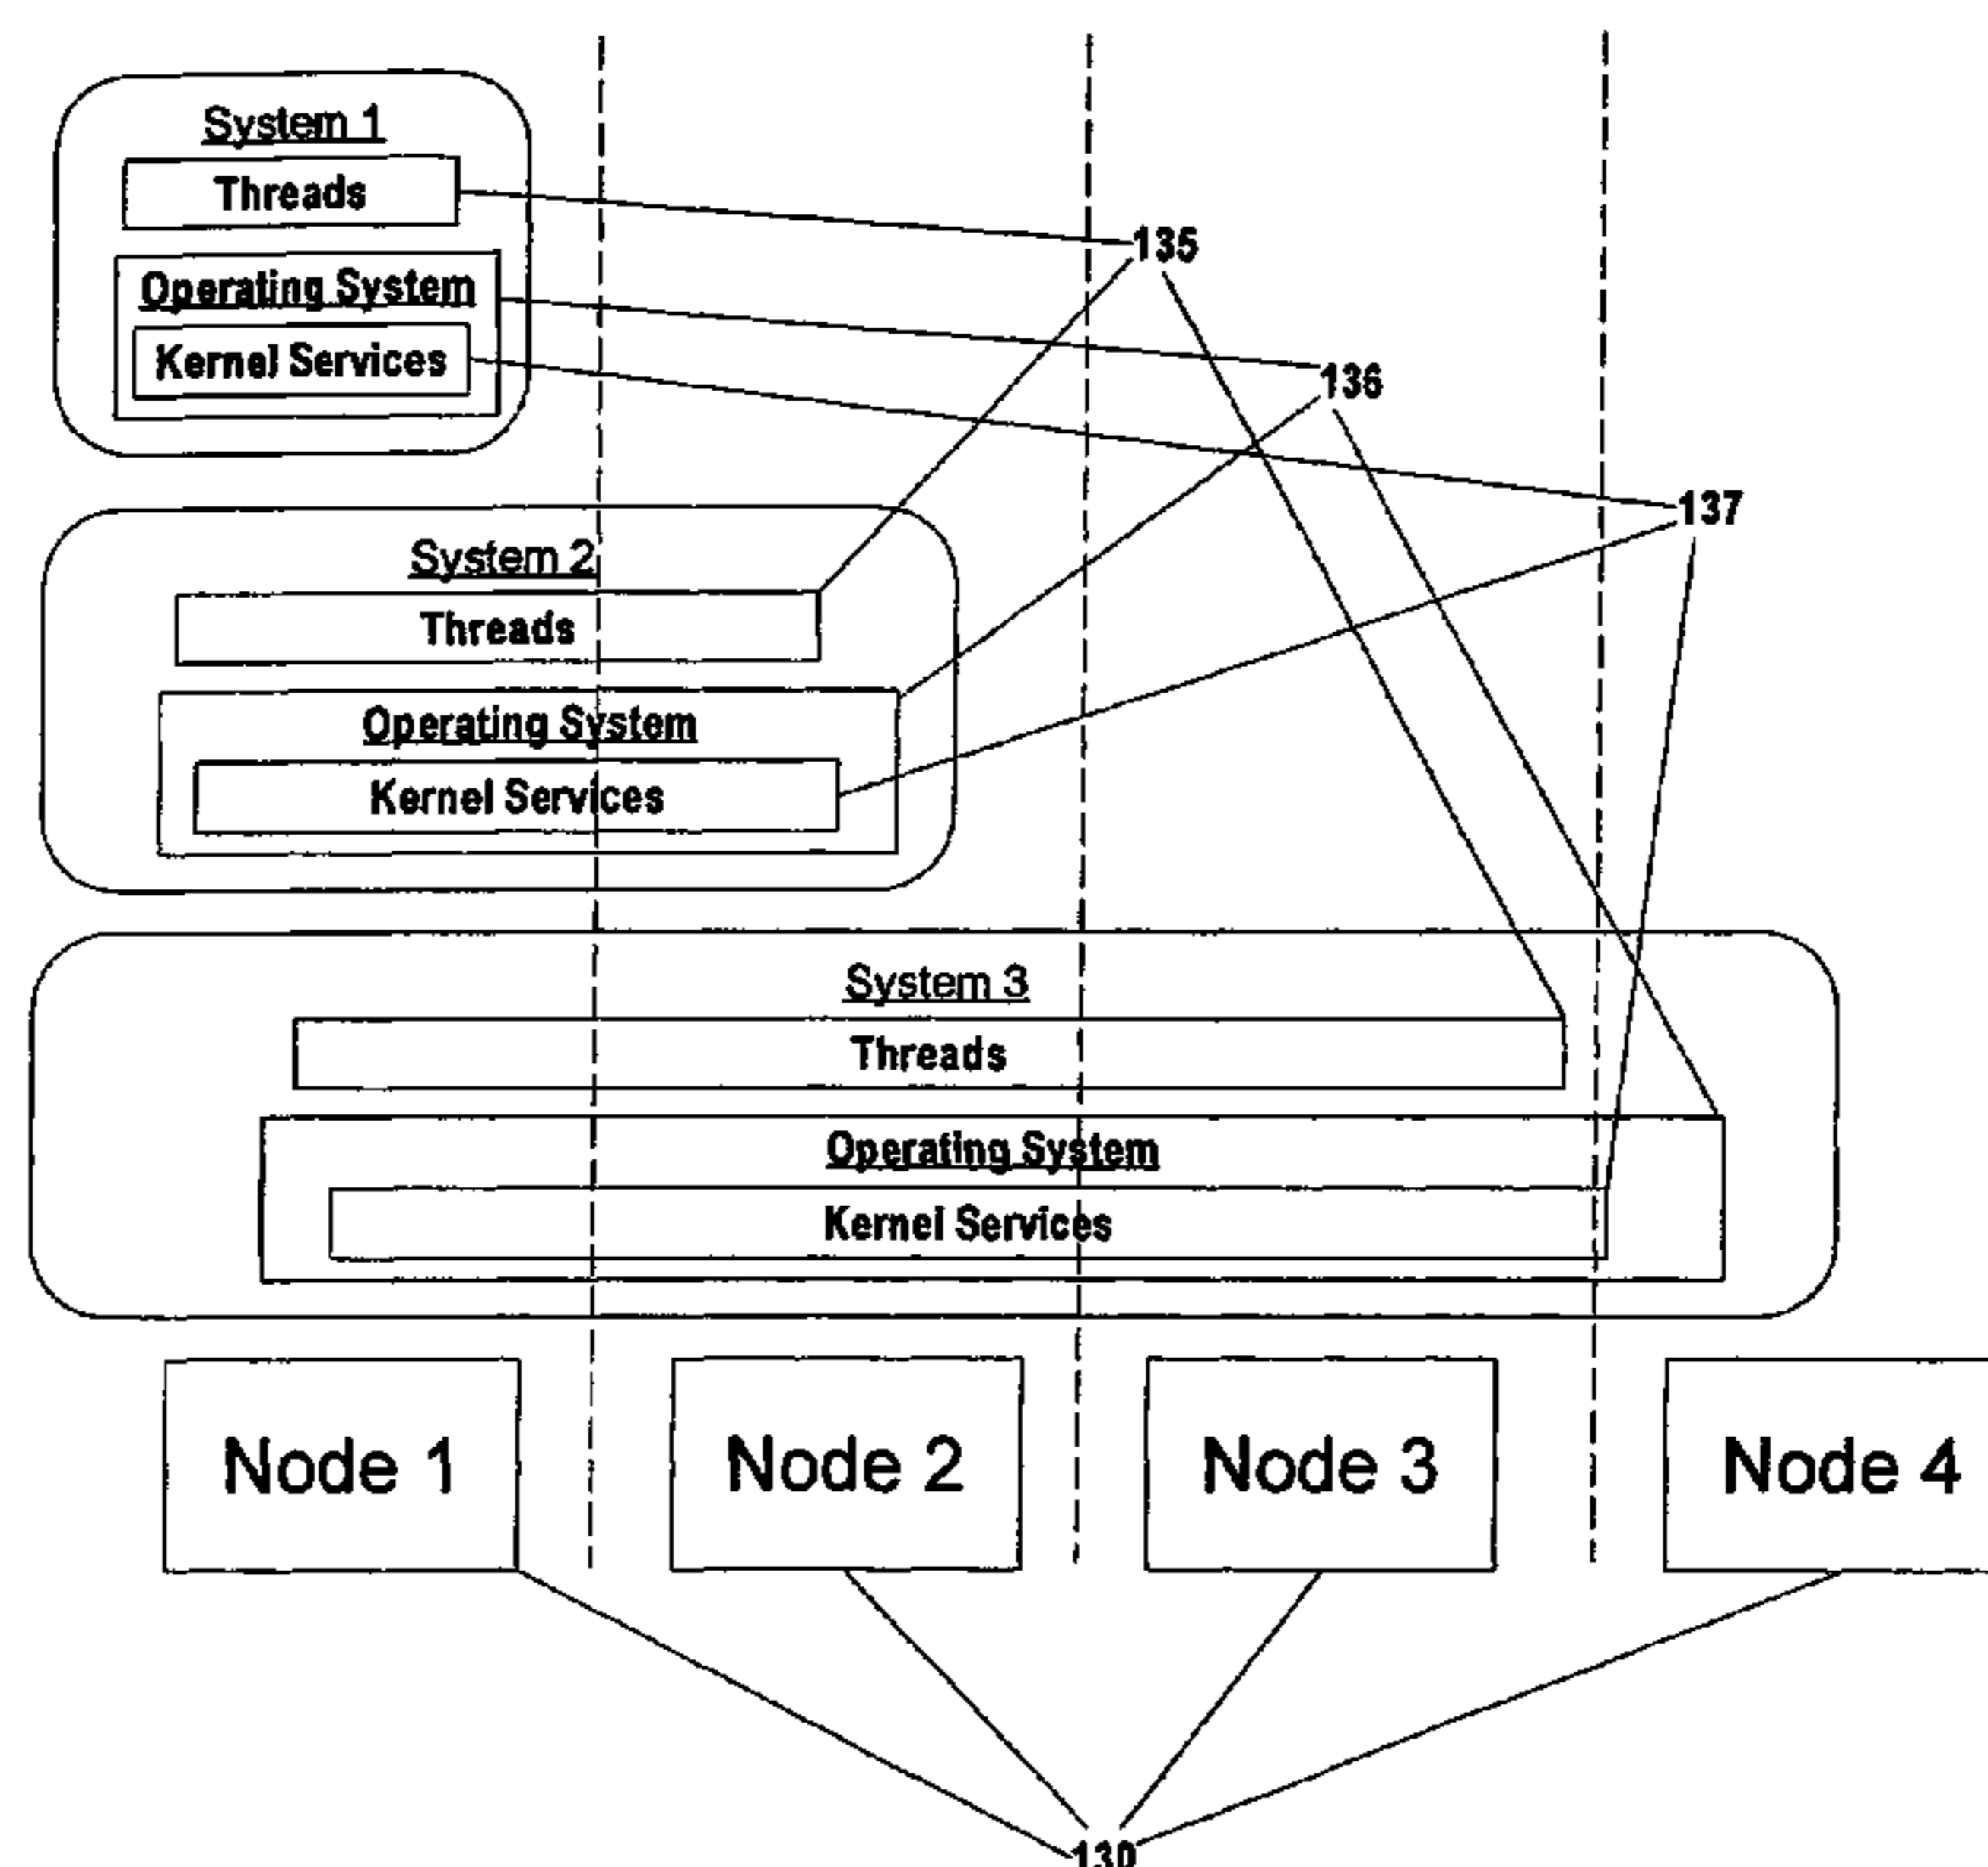 System 1
Threads
135
Operating System
136
Kernel Services
137
System 2
Threads
Operating System
Kernel Services
System 3
Threads
Operating System
Kernel Services
Node 1
Node 2
Node 3
Node 4
130